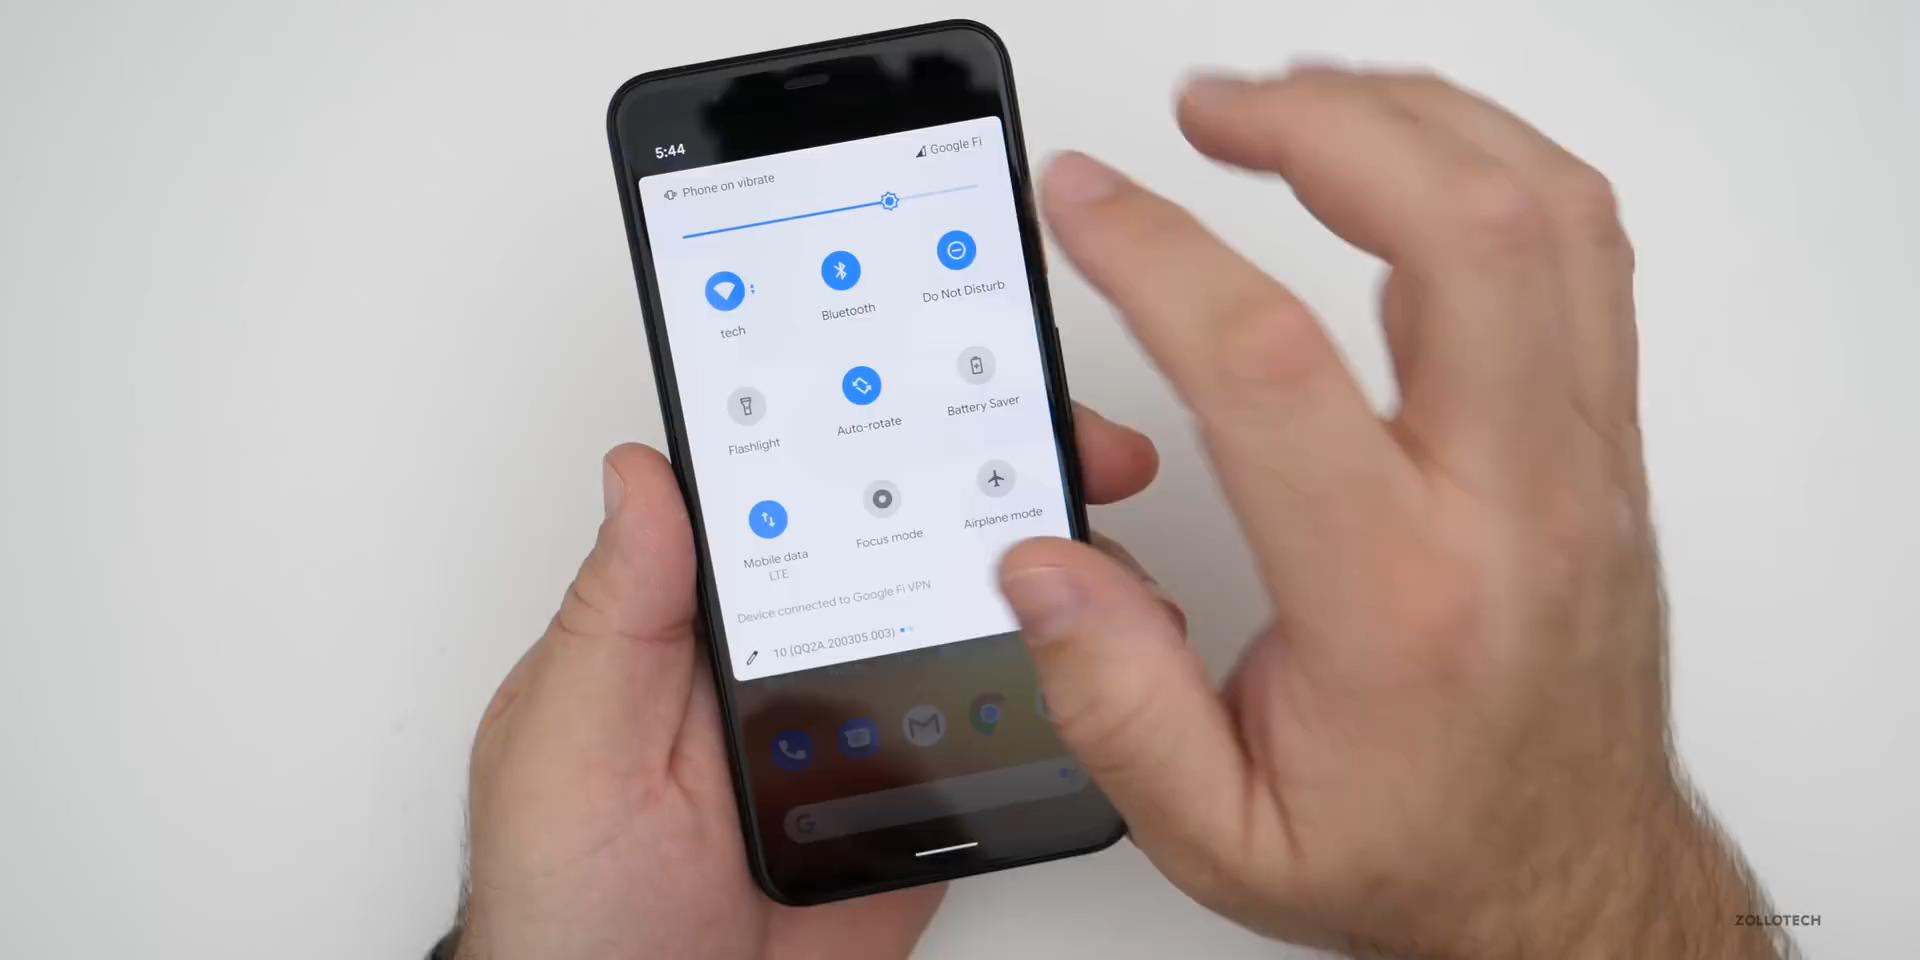 5:44
Google Fi
Phone on vibrate
tech
Bluetooth
Do Not Disturb
Flashlight
Auto-rotate
Battery Saver
Mobile data
LTE
Focus mode
Airplane mode
Device connected to Google Fi VPN
10 (QQ2A.200305.003)
G
ZOLLOTECH